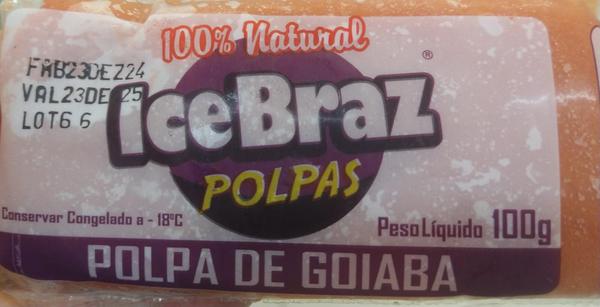 100% Natural
FAB23DEZ24
VAL23DEZ25
LOT6 6
IceBraz®
POLPAS
Conservar Congelado a - 18°C
Peso Líquido 100g
POLPA DE GOIABA